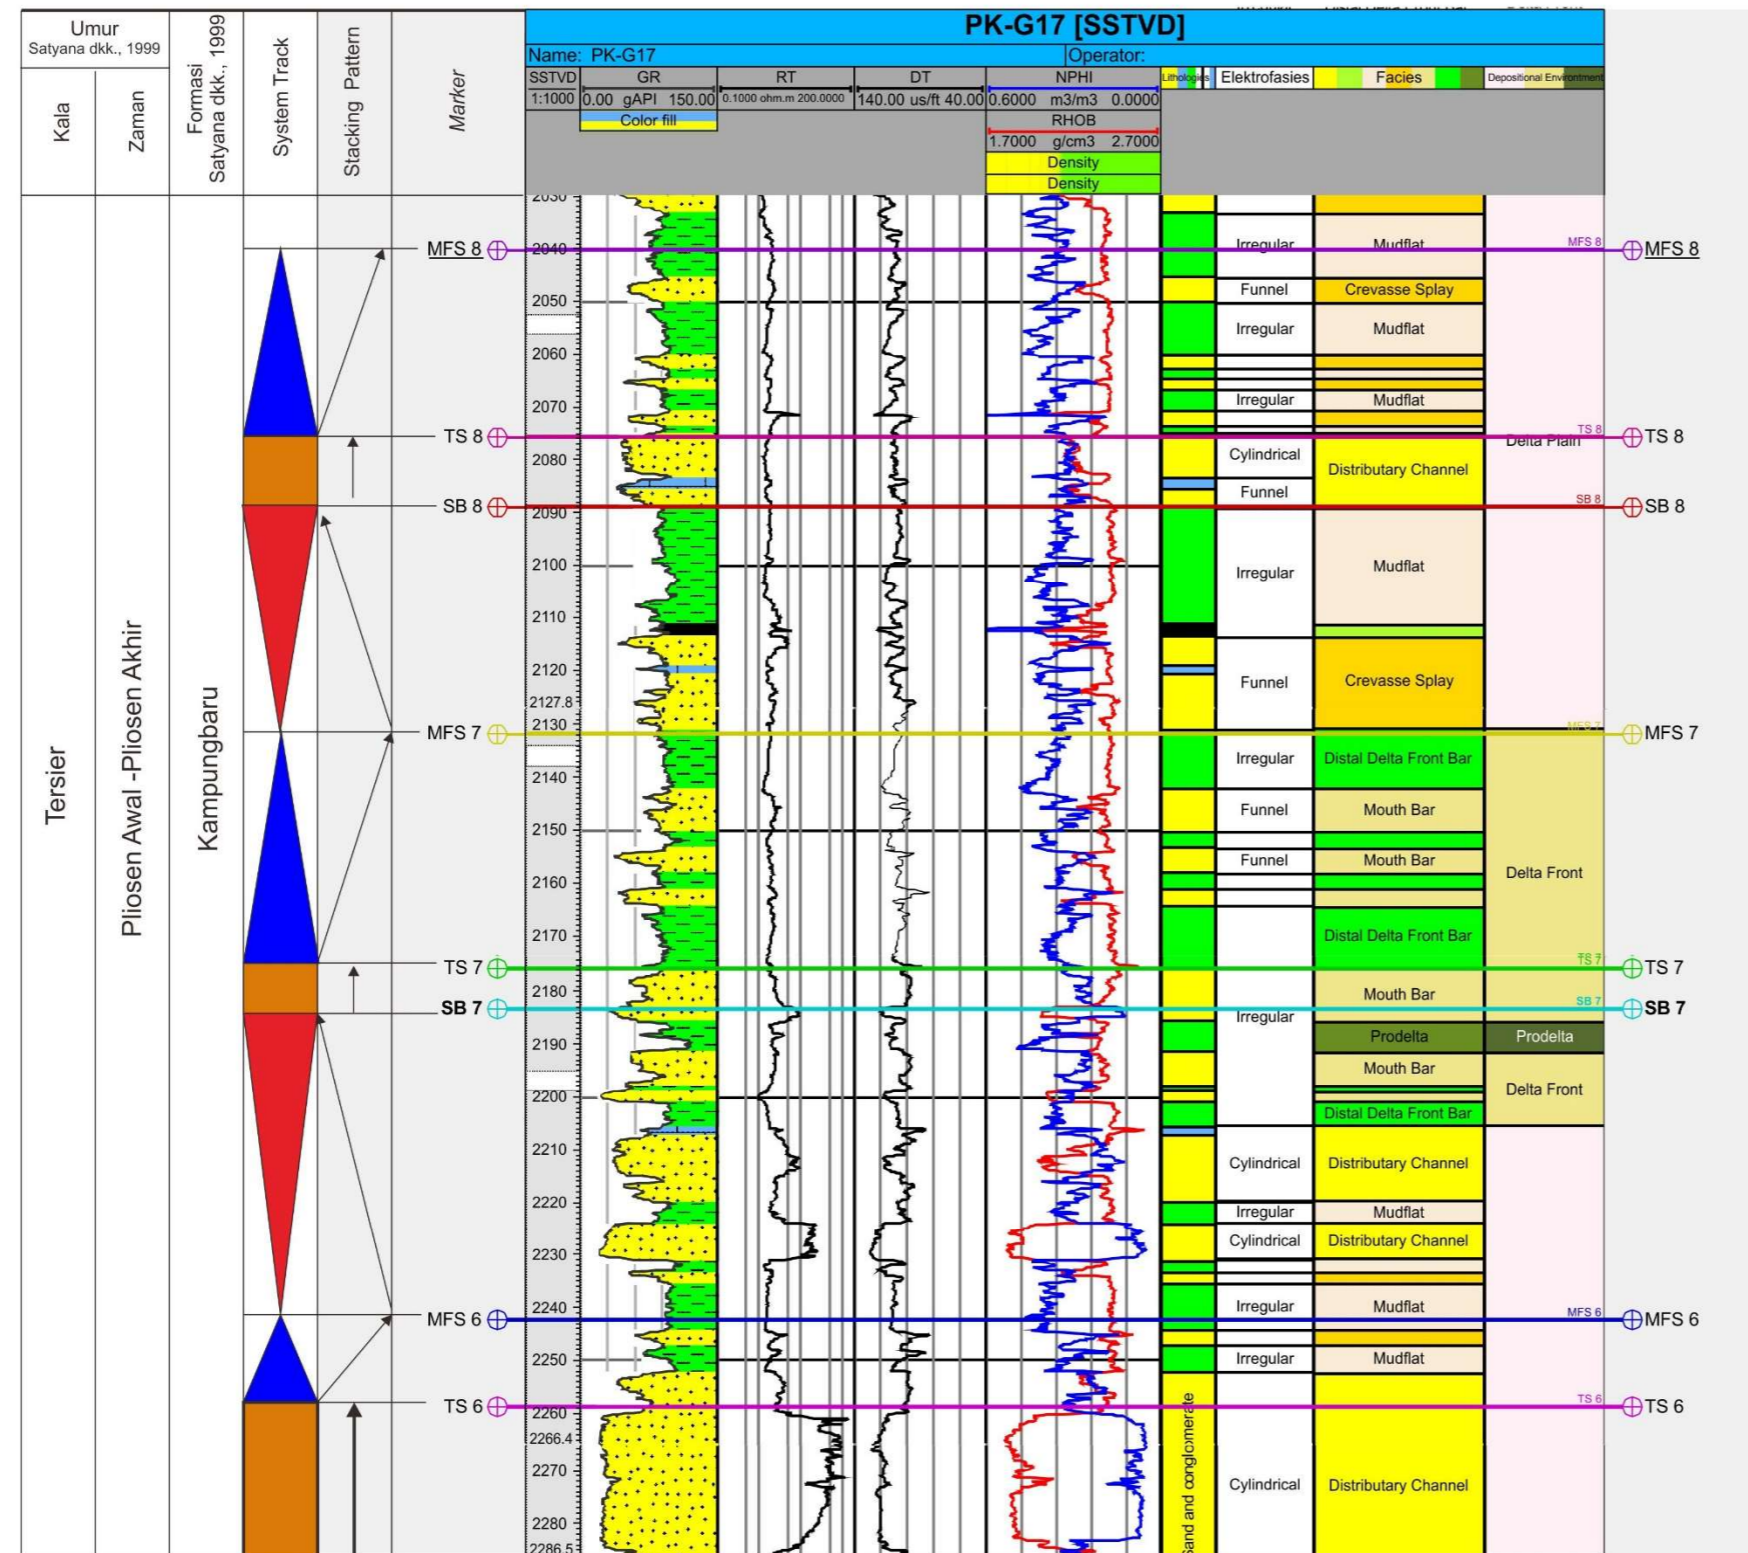 PK-G17 [SSTVD]
Name: PK-G17 Operator:
Umur
Satyana dkk., 1999
Kala
Zaman
Formasi
Satyana dkk., 1999
System Track
Stacking Pattern
Marker
SSTVD GR RT DT NPHI Lithologies Elektrofasies Facies Depositional Environtment
1:1000 0.00 gAPI 150.00 0.1000 ohm.m 200.0000 140.00 us/ft 40.00 0.6000 m3/m3 0.0000
Color fill RHOB
1.7000 g/cm3 2.7000
Density
Density
Tersier
Pliosen Awal -Pliosen Akhir
Kampungbaru
2030
MFS 8 2040 Irregular Mudflat MFS 8 MFS 8
Funnel Crevasse Splay
2050
Irregular Mudflat
2060
2070 Irregular Mudflat
TS 8 TS 8 TS 8
Delta Plain
2080 Cylindrical Distributary Channel
Funnel
SB 8 SB 8 SB 8
2090
2100 Irregular Mudflat
2110
2120 Funnel Crevasse Splay
2127.8
2130
MFS 7 MFS 7 MFS 7
Irregular Distal Delta Front Bar
2140
Funnel Mouth Bar
2150
Funnel Mouth Bar
2160 Delta Front
2170 Distal Delta Front Bar
TS 7 TS 7 TS 7
2180 Mouth Bar
SB 7 SB 7 SB 7
Irregular
2190 Prodelta Prodelta
Mouth Bar
2200 Delta Front
Distal Delta Front Bar
2210 Cylindrical Distributary Channel
2220 Irregular Mudflat
2230 Cylindrical Distributary Channel
2240 Irregular Mudflat
MFS 6 MFS 6 MFS 6
2250 Irregular Mudflat
TS 6 TS 6 TS 6
2260
2266.4
2270 Cylindrical Distributary Channel
Sand and conglomerate
2280
2286.5